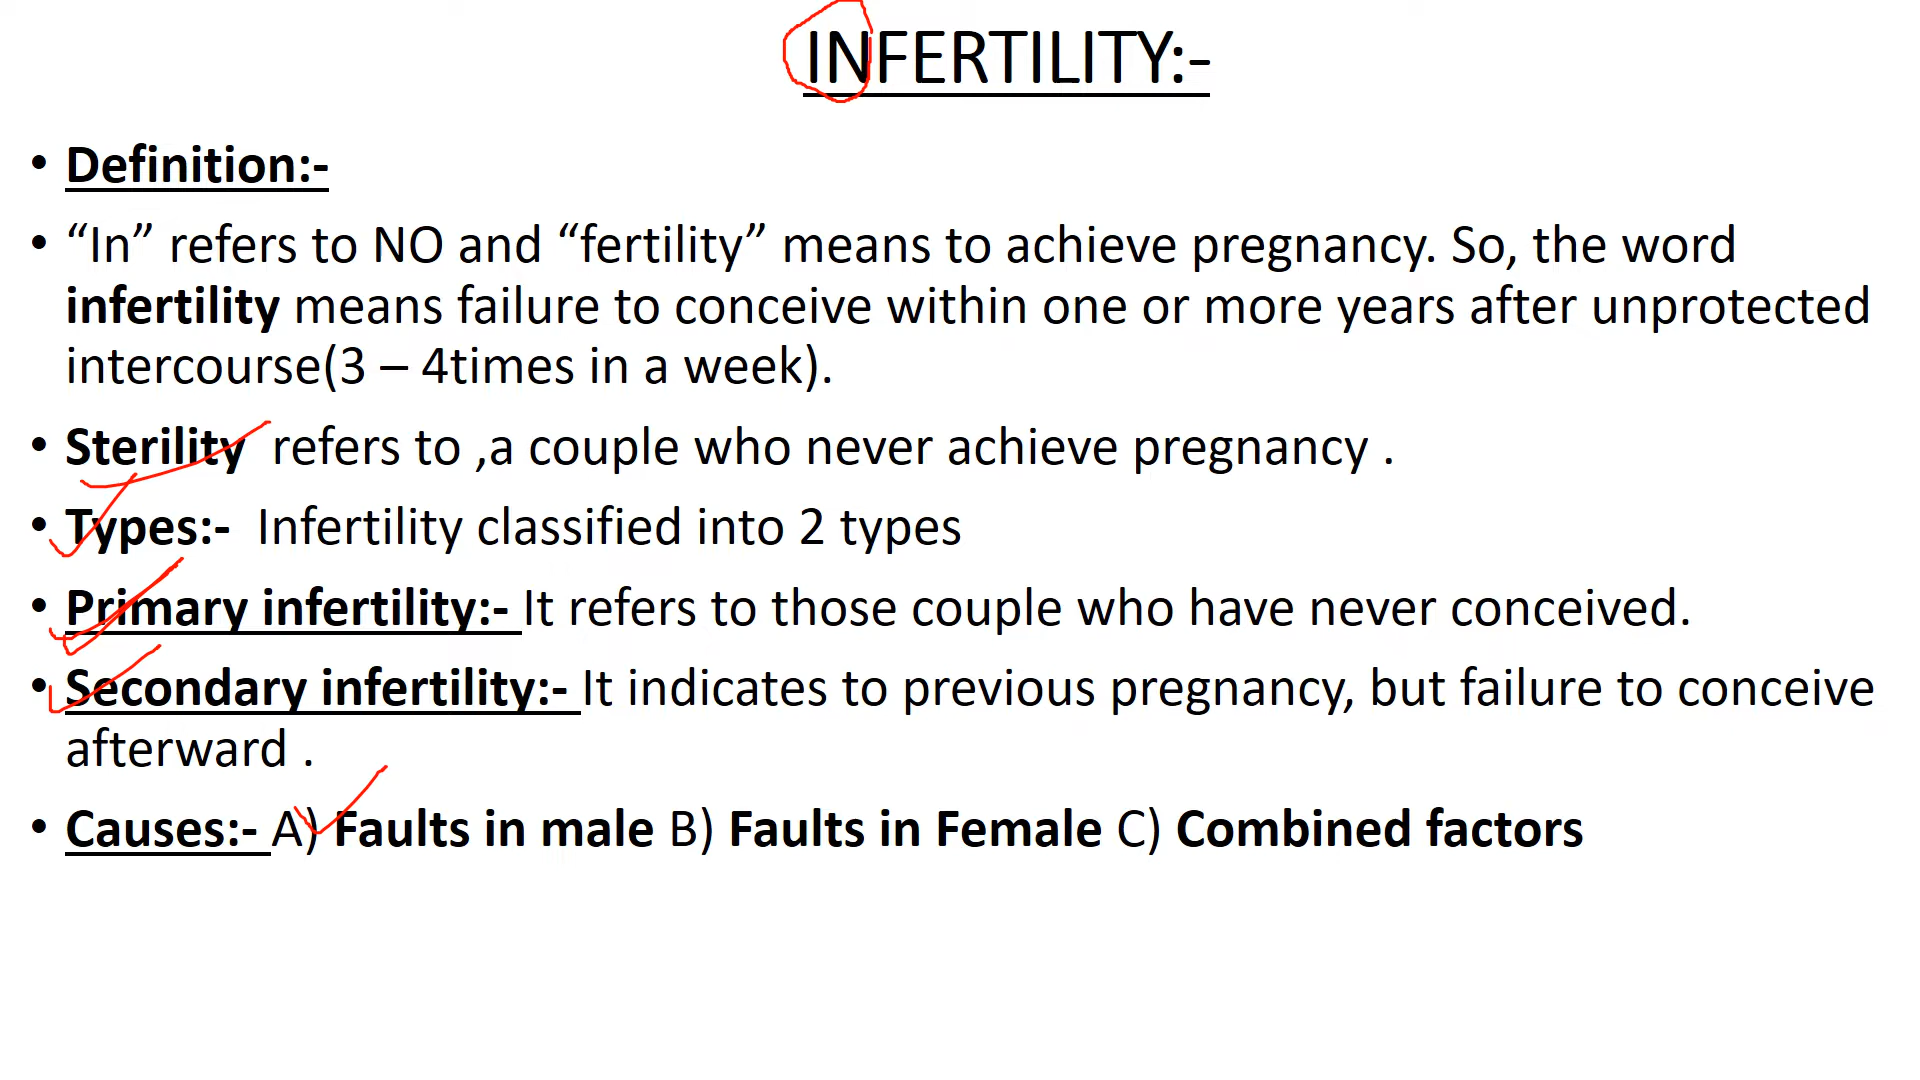 INFERTILITY:-
• Definition:-
• “In” refers to NO and “fertility” means to achieve pregnancy. So, the word
infertility means failure to conceive within one or more years after unprotected
intercourse(3 – 4times in a week).
• Sterility refers to ,a couple who never achieve pregnancy .
• Types:- Infertility classified into 2 types
• Primary infertility:- It refers to those couple who have never conceived.
• Secondary infertility:- It indicates to previous pregnancy, but failure to conceive
afterward .
• Causes:- A) Faults in male B) Faults in Female C) Combined factors